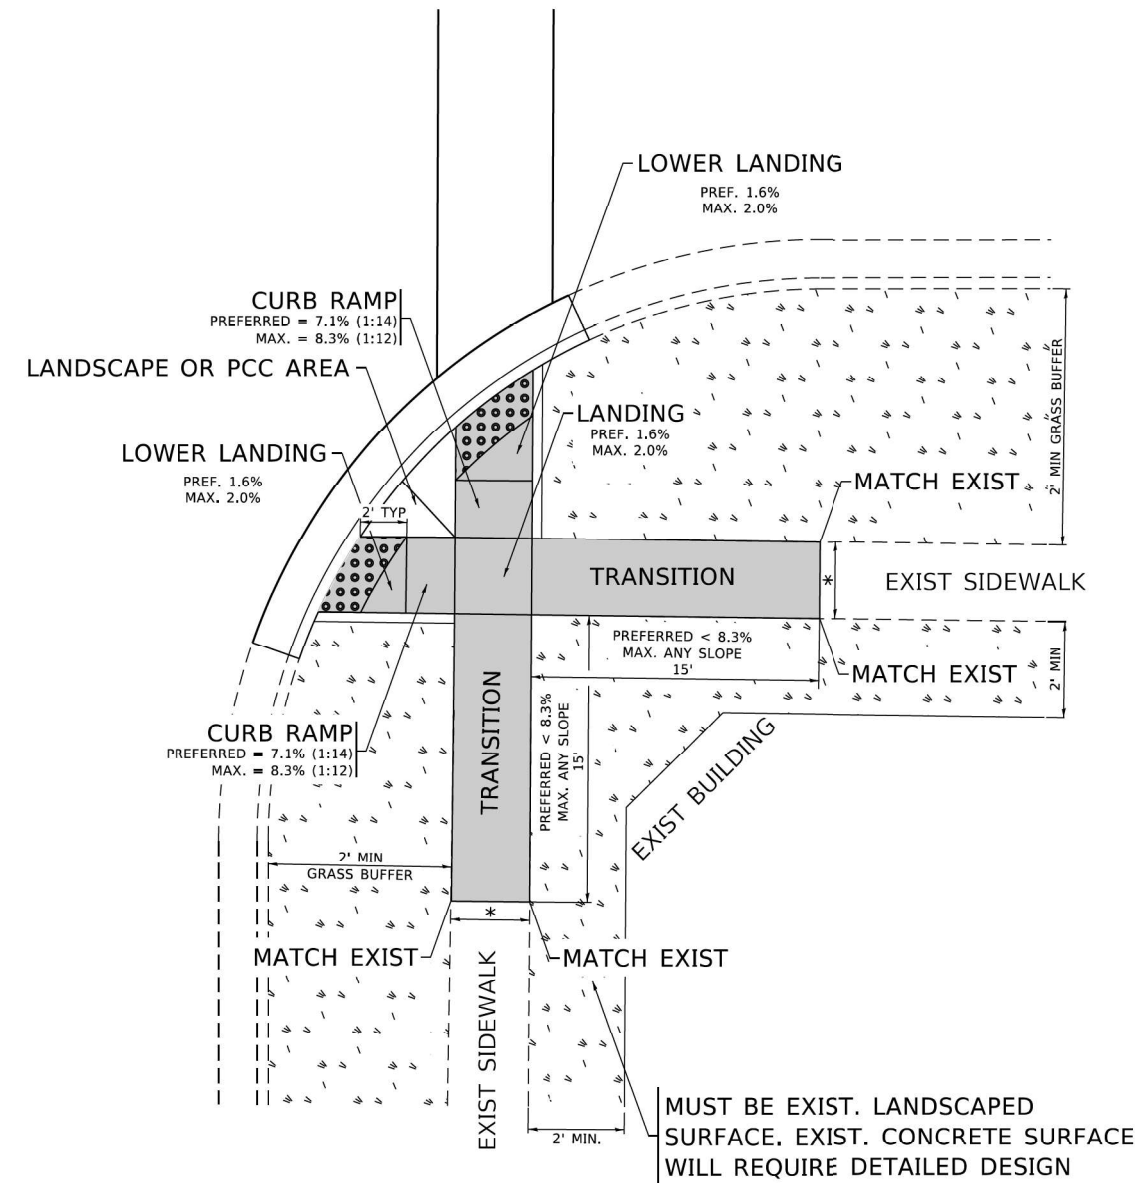 LOWER LANDING
PREF. 1.6%
MAX. 2.0%
CURB RAMP
PREFERRED = 7.1% (1:14)
MAX. = 8.3% (1:12)
LANDSCAPE OR PCC AREA
LANDING
PREF. 1.6%
MAX. 2.0%
2' MIN GRASS BUFFER
LOWER LANDING
PREF. 1.6%
MAX. 2.0%
2' TYP
MATCH EXIST
TRANSITION
*
EXIST SIDEWALK
PREFERRED < 8.3%
MAX. ANY SLOPE
15'
MATCH EXIST
2' MIN
CURB RAMP
PREFERRED = 7.1% (1:14)
MAX. = 8.3% (1:12)
TRANSITION
PREFERRED < 8.3%
MAX. ANY SLOPE
15'
EXIST BUILDING
2' MIN
GRASS BUFFER
*
MATCH EXIST
MATCH EXIST
EXIST SIDEWALK
2' MIN.
MUST BE EXIST. LANDSCAPED
SURFACE. EXIST. CONCRETE SURFACE
WILL REQUIRE DETAILED DESIGN